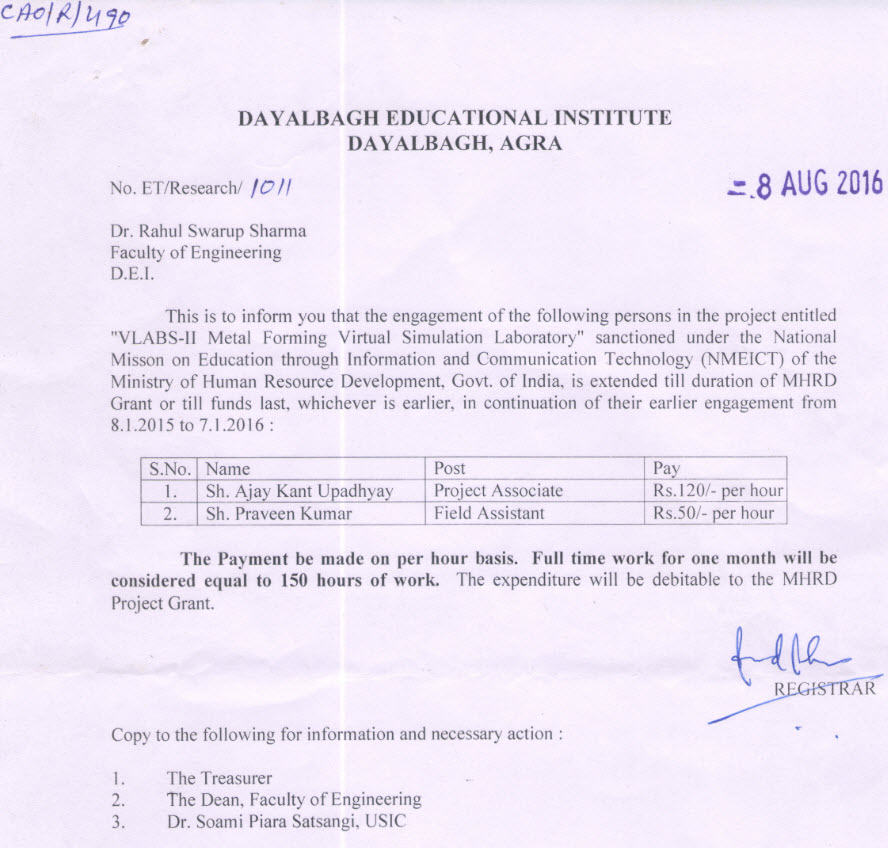 CAO/R/490
DAYALBAGH EDUCATIONAL INSTITUTE
DAYALBAGH, AGRA
No. ET/Research/ 1011
= 8 AUG 2016
Dr. Rahul Swarup Sharma
Faculty of Engineering
D.E.I.
This is to inform you that the engagement of the following persons in the project entitled
"VLABS-II Metal Forming Virtual Simulation Laboratory" sanctioned under the National
Misson on Education through Information and Communication Technology (NMEICT) of the
Ministry of Human Resource Development, Govt. of India, is extended till duration of MHRD
Grant or till funds last, whichever is earlier, in continuation of their earlier engagement from
8.1.2015 to 7.1.2016 :
S.No. Name Post Pay
1. Sh. Ajay Kant Upadhyay Project Associate Rs.120/- per hour
2. Sh. Praveen Kumar Field Assistant Rs.50/- per hour
The Payment be made on per hour basis. Full time work for one month will be
considered equal to 150 hours of work. The expenditure will be debitable to the MHRD
Project Grant.
REGISTRAR
Copy to the following for information and necessary action :
1. The Treasurer
2. The Dean, Faculty of Engineering
3. Dr. Soami Piara Satsangi, USIC